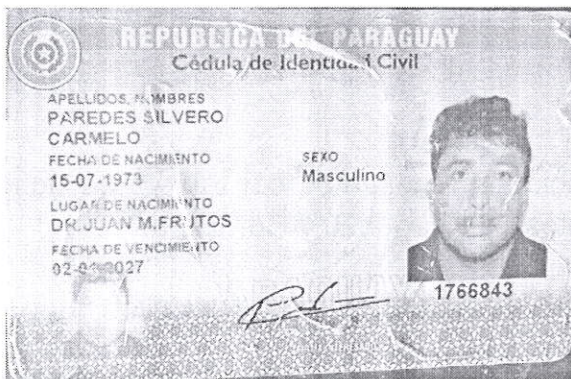 REPUBLICA DEL PARAGUAY
Cédula de Identidad Civil
APELLIDOS, NOMBRES
PAREDES SILVERO
CARMELO
FECHA DE NACIMIENTO
15-07-1973
SEXO
Masculino
LUGAR DE NACIMIENTO
DR.JUAN M.FRUTOS
FECHA DE VENCIMIENTO
1766843